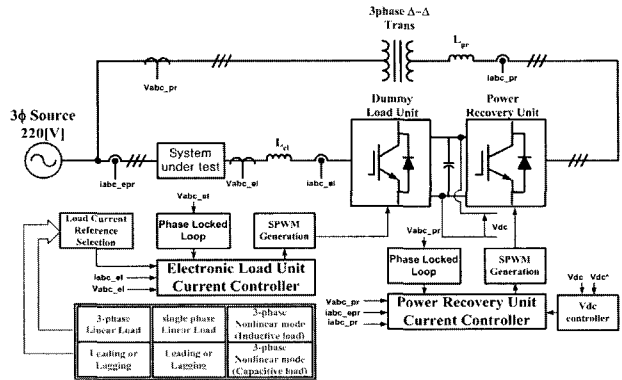 3phase Δ-Δ
Trans
L_pr
Iabc_pr
Vabc_pr
3ϕ Source
220[V]
Dummy
Load Unit
Power
Recovery Unit
System
under test
L_el
iabc_epr
Vabc_el
iabc_el
Vdc
Vabc_el
Phase Locked
Loop
SPWM
Generation
Load Current
Reference
Selection
Iabc_el
Vabc_el
Electronic Load Unit
Current Controller
Vabc_pr
Phase Locked
Loop
SPWM
Generation
Vabc_pr
iabc_epr
iabc_pr
Power Recovery Unit
Current Controller
Vdc Vdc*
Vdc
controller
3-phase
Linear Load
single phase
Linear Load
3-phase
Nonlinear mode
(Inductive load)
Leading or
Lagging
Leading or
Lagging
3-phase
Nonlinear mode
(Capacitive load)